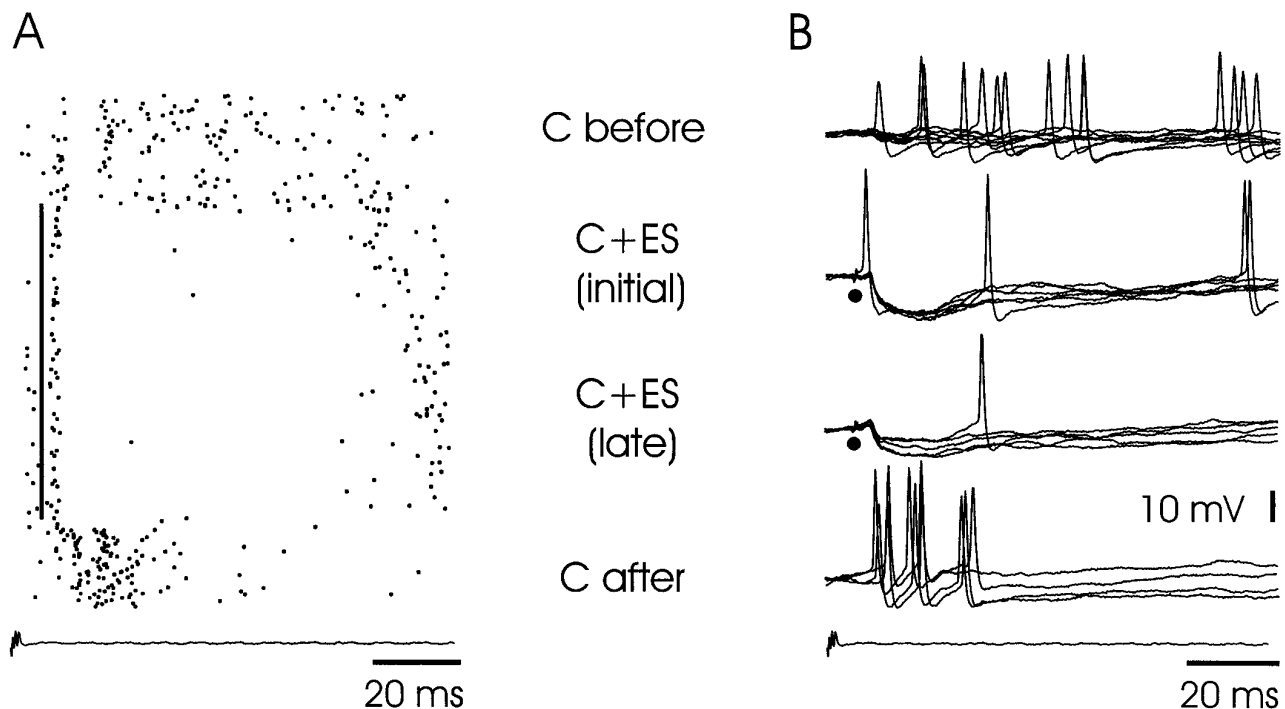 A
B
C before
C+ES
(initial)
C+ES
(late)
10 mV
C after
20 ms
20 ms